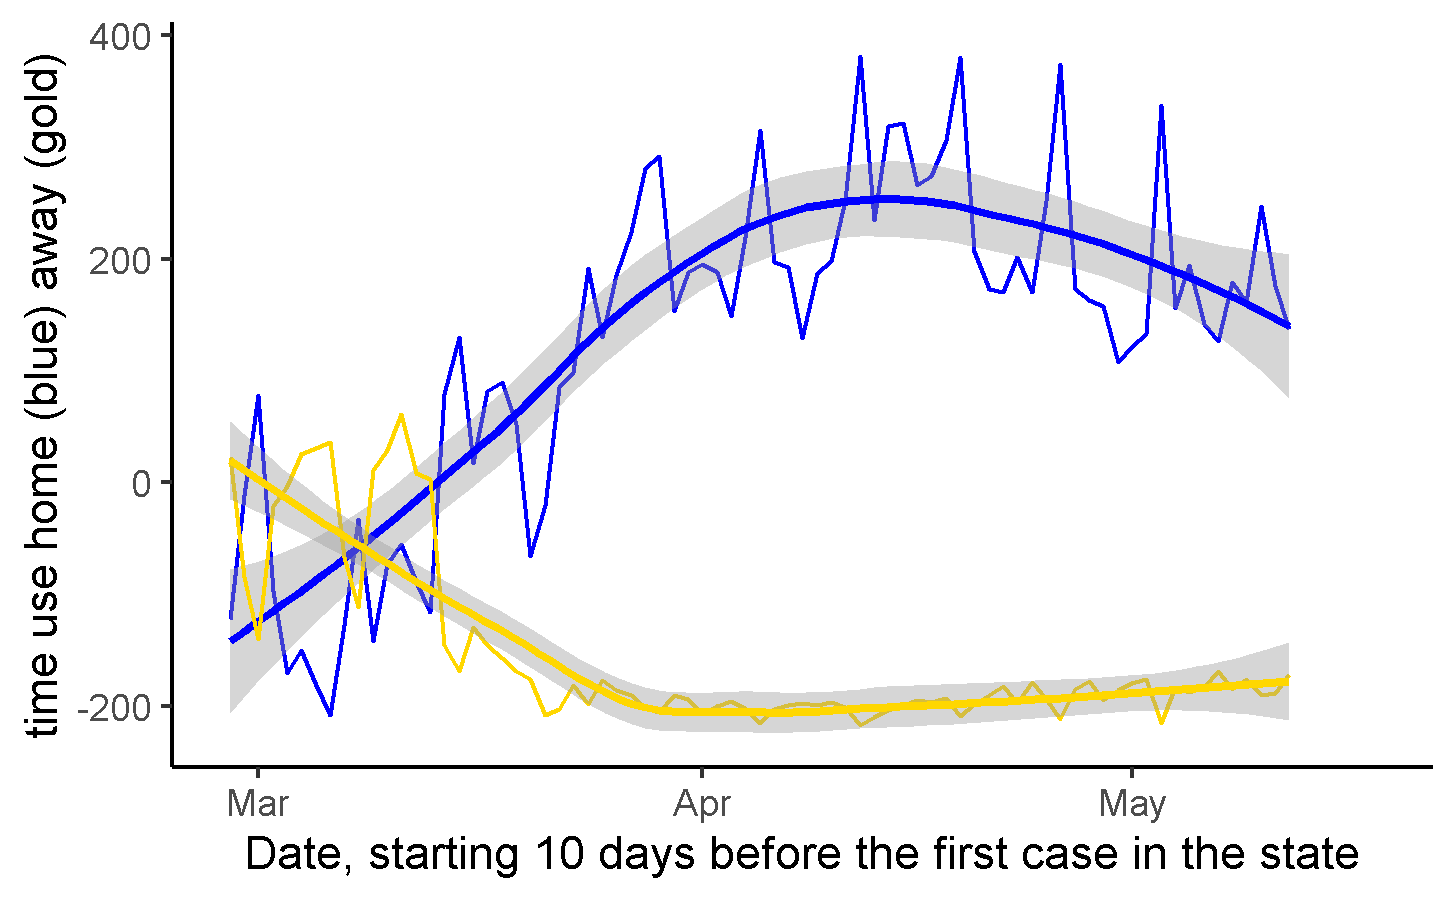 time use home (blue) away (gold)
400
200
0
-200
Mar Apr May
Date, starting 10 days before the first case in the state